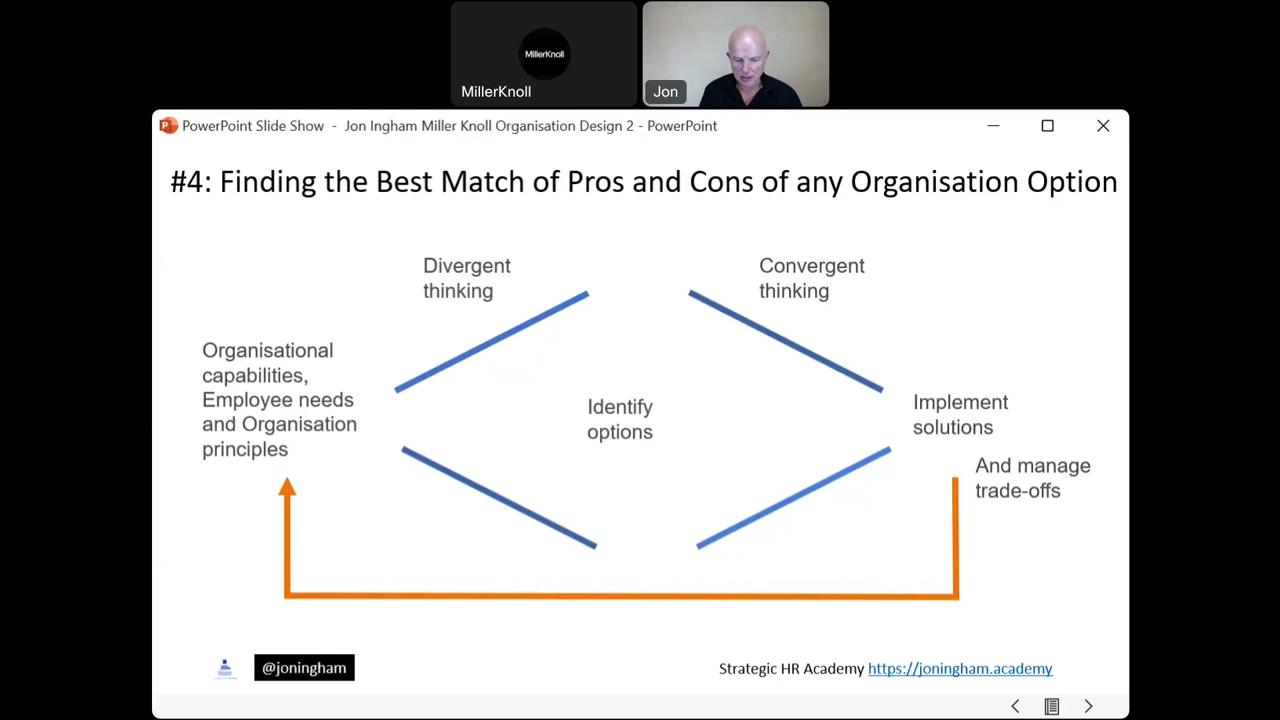 MillerKnoll
MillerKnoll
Jon
PowerPoint Slide Show - Jon Ingham Miller Knoll Organisation Design 2 - PowerPoint
#4: Finding the Best Match of Pros and Cons of any Organisation Option
Divergent
thinking
Convergent
thinking
Organisational
capabilities,
Employee needs
and Organisation
principles
Identify
options
Implement
solutions
And manage
trade-offs
@joningham
Strategic HR Academy https://joningham.academy